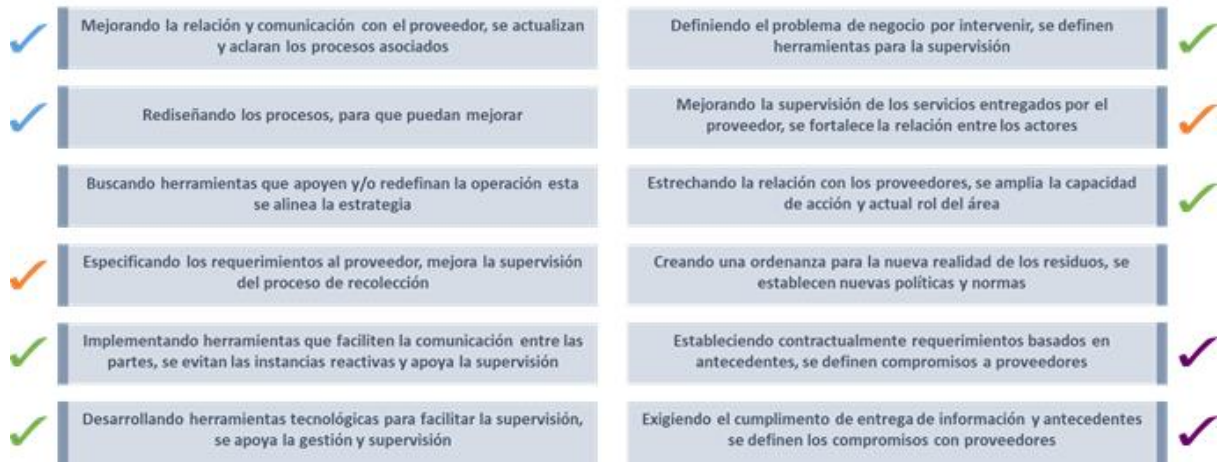 Mejorando la relación y comunicación con el proveedor, se actualizan
y aclaran los procesos asociados
Rediseñando los procesos, para que puedan mejorar
Buscando herramientas que apoyen y/o redefinan la operación esta
se alinea la estrategia
Especificando los requerimientos al proveedor, mejora la supervisión
del proceso de recolección
Implementando herramientas que faciliten la comunicación entre las
partes, se evitan las instancias reactivas y apoya la supervisión
Desarrollando herramientas tecnológicas para facilitar la supervisión,
se apoya la gestión y supervisión
Definiendo el problema de negocio por intervenir, se definen
herramientas para la supervisión
Mejorando la supervisión de los servicios entregados por el
proveedor, se fortalece la relación entre los actores
Estrechando la relación con los proveedores, se amplia la capacidad
de acción y actual rol del área
Creando una ordenanza para la nueva realidad de los residuos, se
establecen nuevas políticas y normas
Estableciendo contractualmente requerimientos basados en
antecedentes, se definen compromisos a proveedores
Exigiendo el cumplimento de entrega de información y antecedentes
se definen los compromisos con proveedores